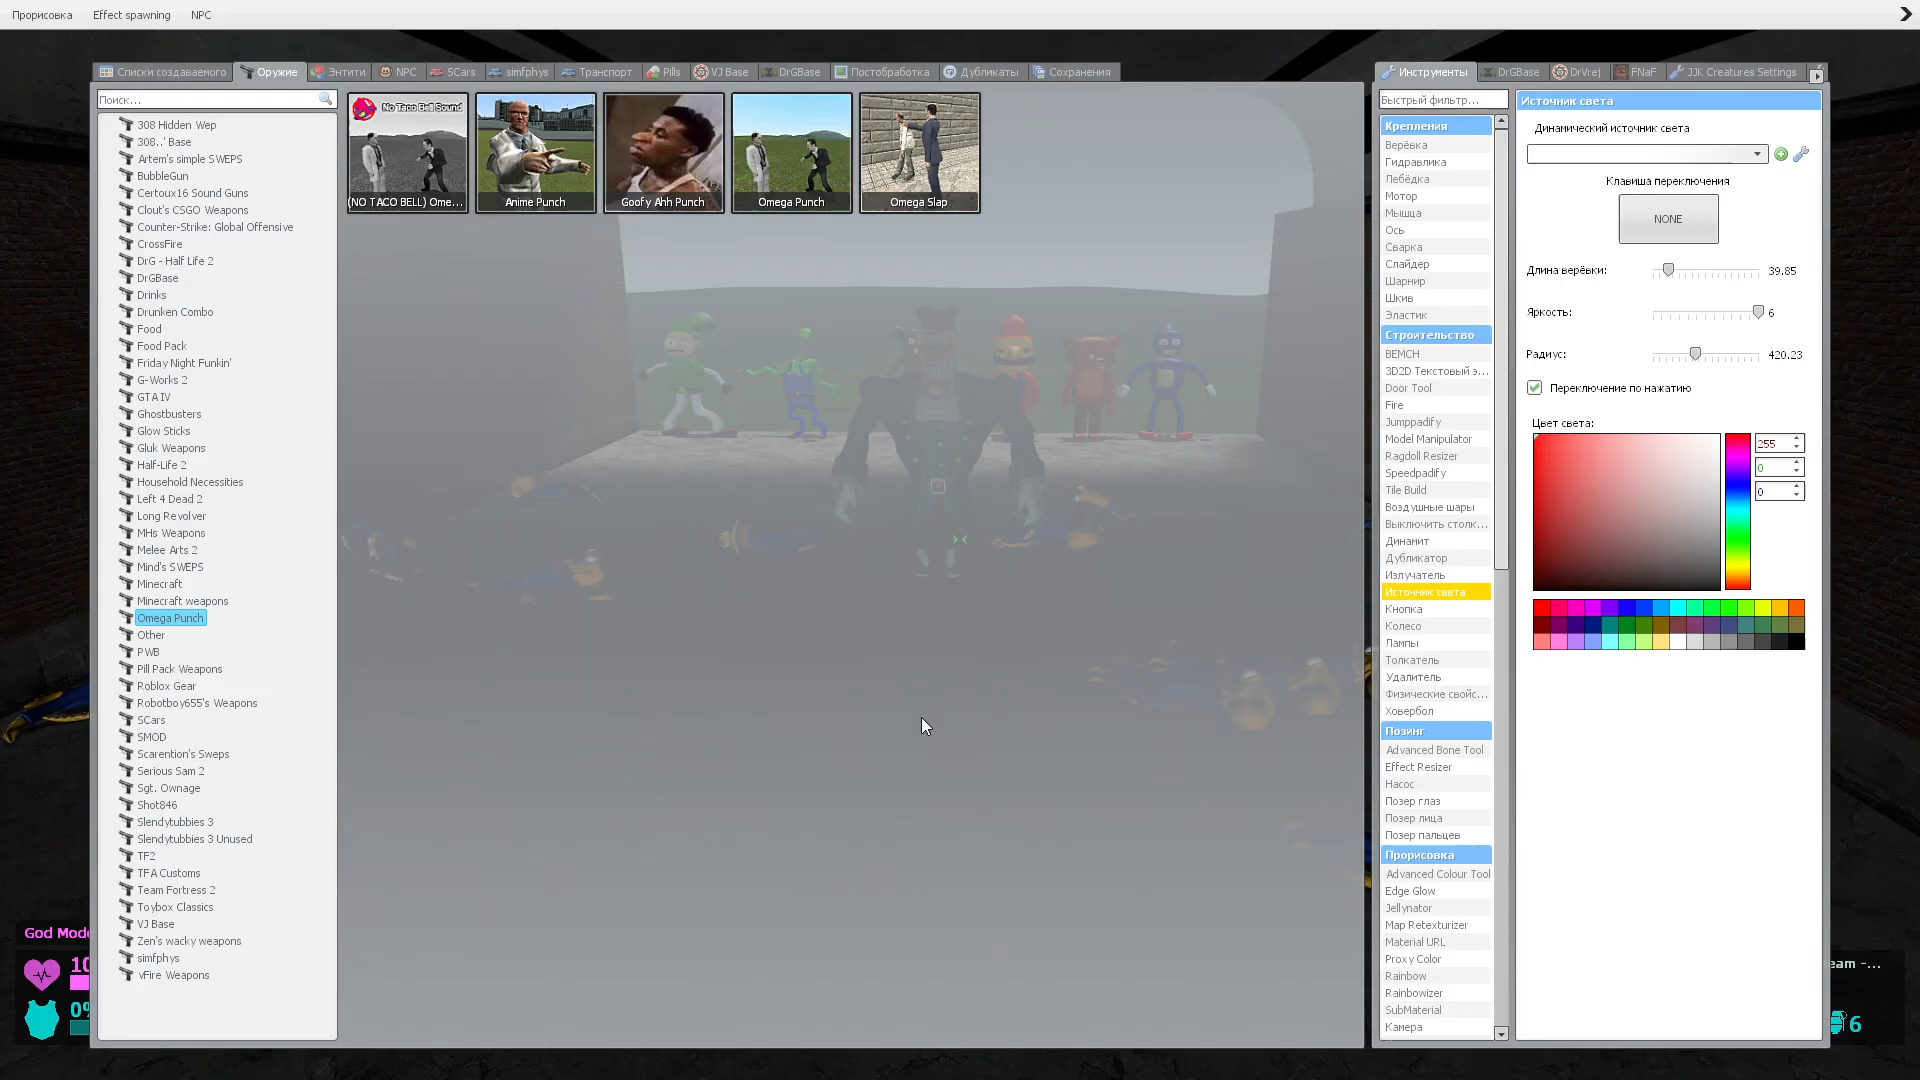 Прорисовка Effect spawning NPC
Списки создаваемого Оружие Энтити NPC SCars simfphys Транспорт Pills VJ Base DrGBase Постобработка Дубликаты Сохранения
Поиск...
308 Hidden Wep
308..' Base
Artem's simple SWEPS
BubbleGun
Certoux16 Sound Guns
Clout's CSGO Weapons
Counter-Strike: Global Offensive
CrossFire
DrG - Half Life 2
DrGBase
Drinks
Drunken Combo
Food
Food Pack
Friday Night Funkin'
G-Works 2
GTA IV
Ghostbusters
Glow Sticks
Gluk Weapons
Half-Life 2
Household Necessities
Left 4 Dead 2
Long Revolver
MHs Weapons
Melee Arts 2
Mind's SWEPS
Minecraft
Minecraft weapons
Omega Punch
Other
PWB
Pill Pack Weapons
Roblox Gear
Robotboy655's Weapons
SCars
SMOD
Scarention's Sweps
Serious Sam 2
Sgt. Ownage
Shot846
Slendytubbies 3
Slendytubbies 3 Unused
TF2
TFA Customs
Team Fortress 2
Toybox Classics
VJ Base
Zen's wacky weapons
simfphys
vFire Weapons
No Taco Bell Sound
(NO TACO BELL) Ome...
Anime Punch
Goofy Ahh Punch
Omega Punch
Omega Slap
Инструменты DrGBase DrVrej FNaF JJK Creatures Settings
Быстрый фильтр...
Крепления
Верёвка
Гидравлика
Лебёдка
Мотор
Мышца
Ось
Сварка
Слайдер
Шарнир
Шкив
Эластик
Строительство
BEMCH
3D2D Текстовый э...
Door Tool
Fire
Jumppadify
Model Manipulator
Ragdoll Resizer
Speedpadify
Tile Build
Воздушные шары
Выключить столк...
Динамит
Дубликатор
Излучатель
Источник света
Кнопка
Колесо
Лампы
Толкатель
Удалитель
Физические свойс...
Ховербол
Позинг
Advanced Bone Tool
Effect Resizer
Насос
Позер глаз
Позер лица
Позер пальцев
Прорисовка
Advanced Colour Tool
Edge Glow
Jellynator
Map Retexturizer
Material URL
Proxy Color
Rainbow
Rainbowizer
SubMaterial
Камера
Источник света
Динамический источник света
Клавиша переключения
NONE
Длина верёвки: 39.85
Яркость: 6
Радиус: 420.23
Переключение по нажатию
Цвет света:
255
0
0
God Mode
10
0%
eam -...
6